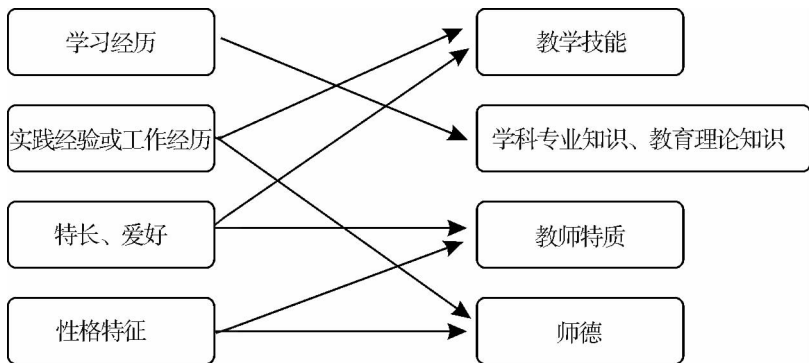 学习经历
教学技能
实践经验或工作经历
学科专业知识、教育理论知识
特长、爱好
教师特质
性格特征
师德